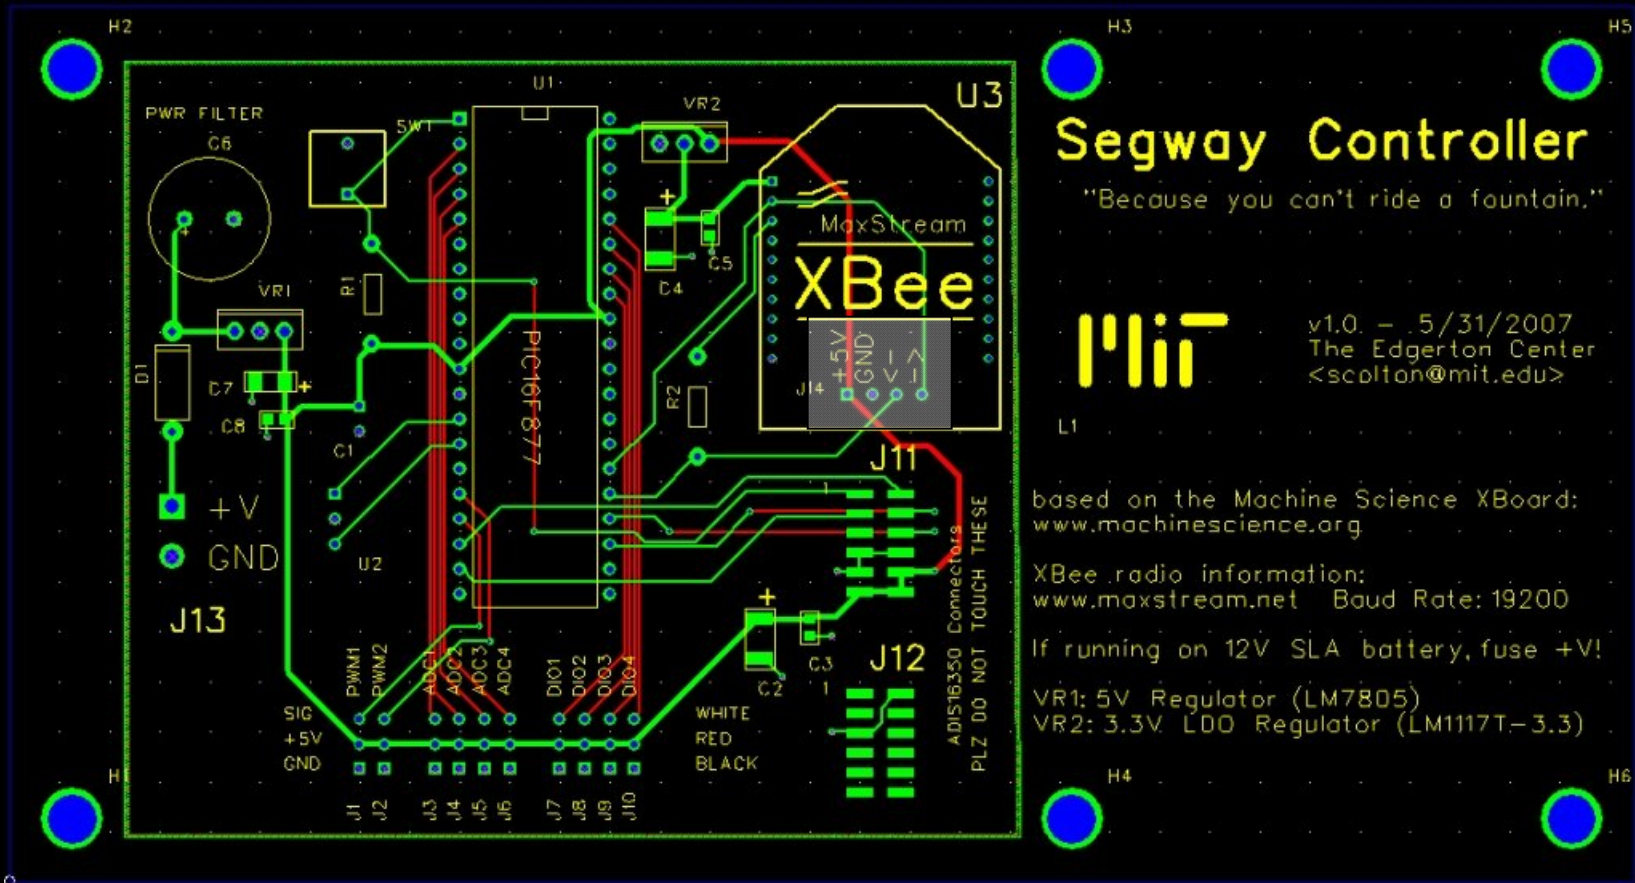 H2
H3
H5
U1
U3
PWR FILTER
VR2
SW1
C6
Segway Controller
"Because you can't ride a fountain."
MaxStream
C5
XBee
C4
R1
VR1
MIT
v1.0 - 5/31/2007
The Edgerton Center
<scolton@mit.edu>
PIC16F877
+5V
GND
<-
->
J14
D1
C7
C8
R2
L1
C1
J11
1
+V
GND
U2
J13
based on the Machine Science XBoard:
www.machinescience.org
XBee radio information:
www.maxstream.net Baud Rate: 19200
ADIS16350 Connectors
PLZ DO NOT TOUCH THESE
C3
J12
C2
1
If running on 12V SLA battery, fuse +V!
VR1: 5V Regulator (LM7805)
VR2: 3.3V LDO Regulator (LM1117T-3.3)
PWM1
PWM2
ADC1
ADC2
ADC3
ADC4
DIO1
DIO2
DIO3
DIO4
SIG
+5V
GND
WHITE
RED
BLACK
H
H4
H6
J1
J2
J3
J4
J5
J6
J7
J8
J9
J10